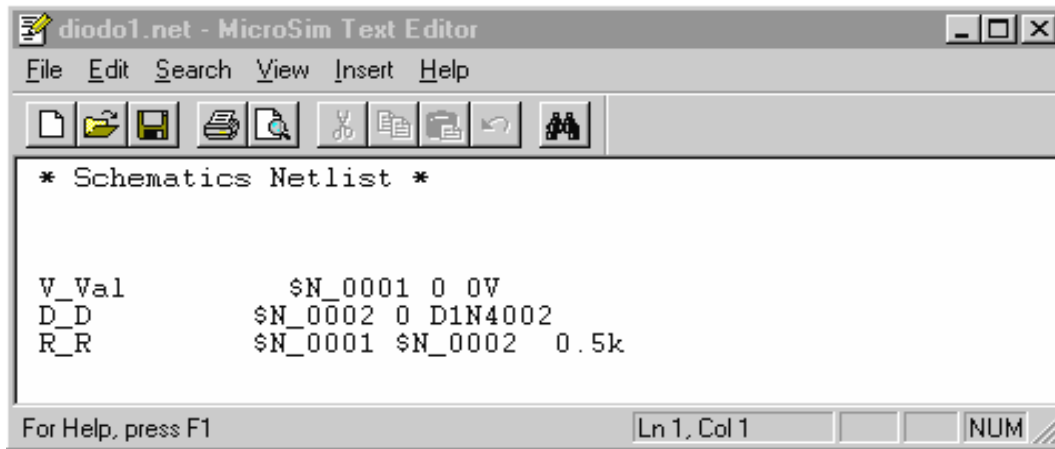 diodo1.net - MicroSim Text Editor
File Edit Search View Insert Help
* Schematics Netlist *
V_Val $N_0001 0 0V
D_D $N_0002 0 D1N4002
R_R $N_0001 $N_0002 0.5k
For Help, press F1 Ln 1, Col 1 NUM